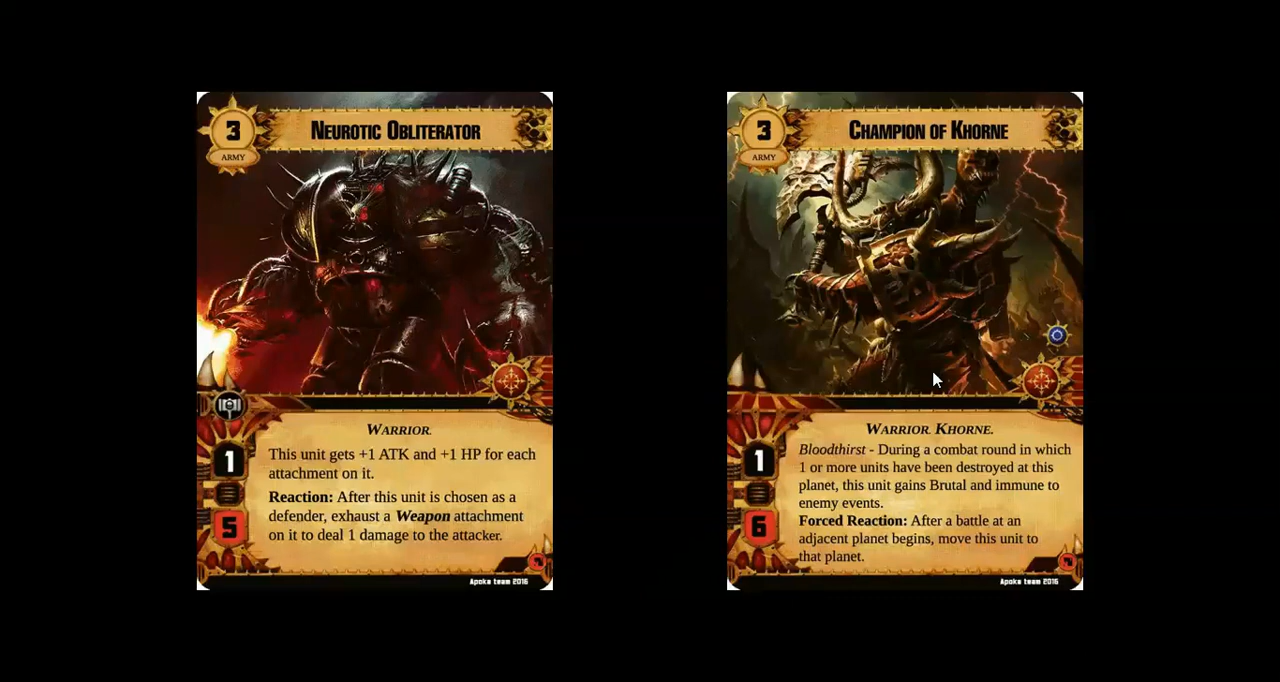 3
ARMY
NEUROTIC OBLITERATOR
WARRIOR.
This unit gets +1 ATK and +1 HP for each
attachment on it.
Reaction: After this unit is chosen as a
defender, exhaust a Weapon attachment
on it to deal 1 damage to the attacker.
1
5
Apoka team 2016
3
ARMY
CHAMPION OF KHORNE
WARRIOR. KHORNE.
Bloodthirst - During a combat round in which
1 or more units have been destroyed at this
planet, this unit gains Brutal and immune to
enemy events.
Forced Reaction: After a battle at an
adjacent planet begins, move this unit to
that planet.
1
6
Apoka team 2016